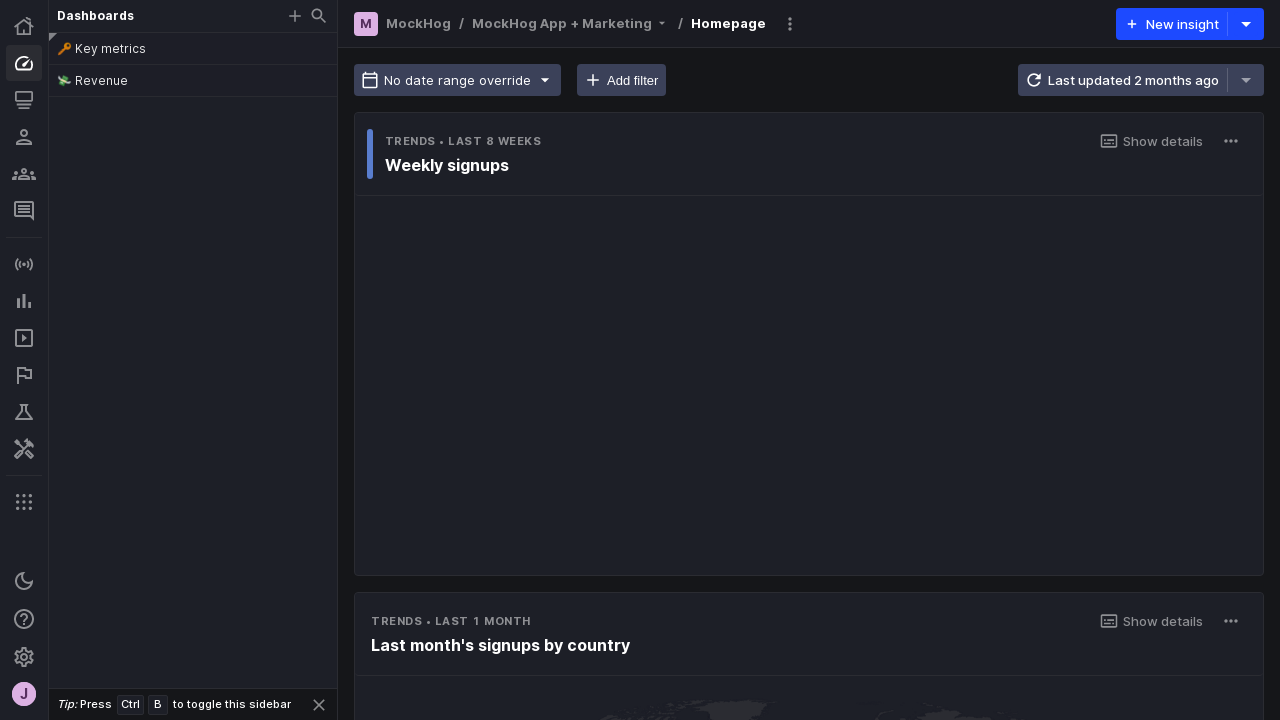 Dashboards
🔑 Key metrics
💸 Revenue
Tip: Press Ctrl B to toggle this sidebar
J
M MockHog / MockHog App + Marketing / Homepage
New insight
No date range override
Add filter
Last updated 2 months ago
TRENDS • LAST 8 WEEKS
Show details
Weekly signups
TRENDS • LAST 1 MONTH
Show details
Last month's signups by country